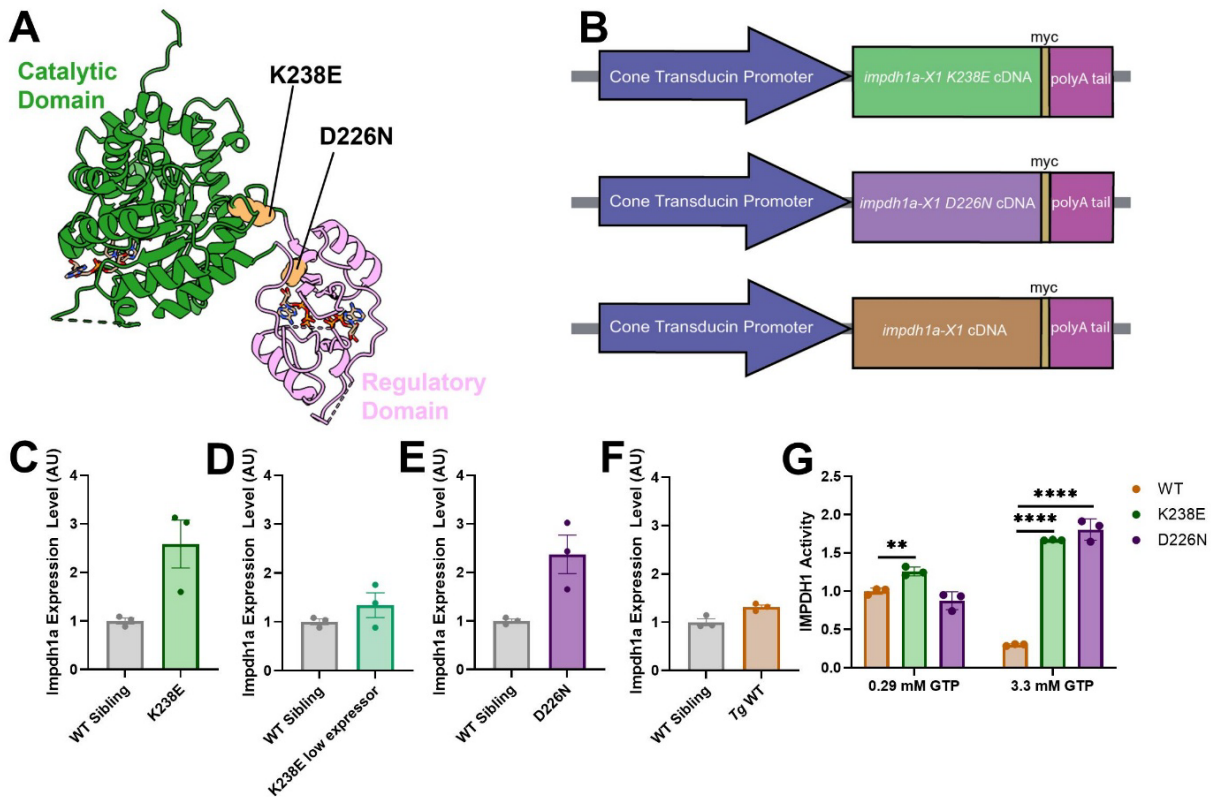 A
Catalytic
Domain
K238E
D226N
Regulatory
Domain
B
myc
Cone Transducin Promoter
impdh1a-X1 K238E cDNA
polyA tail
myc
Cone Transducin Promoter
impdh1a-X1 D226N cDNA
polyA tail
myc
Cone Transducin Promoter
impdh1a-X1 cDNA
polyA tail
C
Impdh1a Expression Level (AU)
4
3
2
1
0
WT Sibling
K238E
D
Impdh1a Expression Level (AU)
4
3
2
1
0
WT Sibling
K238E low expressor
E
Impdh1a Expression Level (AU)
4
3
2
1
0
WT Sibling
D226N
F
Impdh1a Expression Level (AU)
4
3
2
1
0
WT Sibling
Tg WT
G
IMPDH1 Activity
2.5
2.0
1.5
1.0
0.5
0.0
**
****
****
0.29 mM GTP
3.3 mM GTP
WT
K238E
D226N